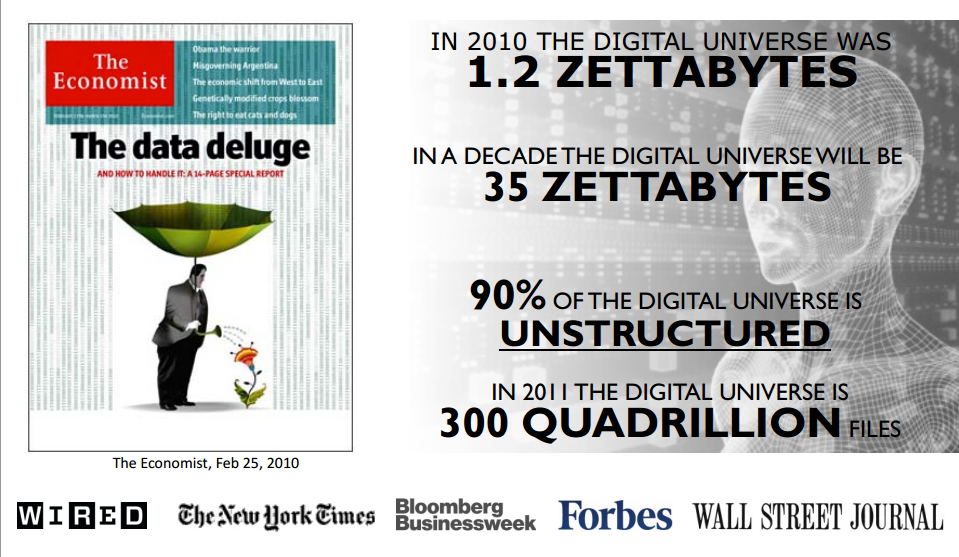 The
Economist
Obama the warrior
Misgoverning Argentina
The economic shift from West to East
Genetically modified crops blossom
The right to eat cats and dogs
Economist.com
The data deluge
AND HOW TO HANDLE IT: A 14-PAGE SPECIAL REPORT
The Economist, Feb 25, 2010
IN 2010 THE DIGITAL UNIVERSE WAS
1.2 ZETTABYTES
IN A DECADE THE DIGITAL UNIVERSE WILL BE
35 ZETTABYTES
90% OF THE DIGITAL UNIVERSE IS
UNSTRUCTURED
IN 2011 THE DIGITAL UNIVERSE IS
300 QUADRILLION FILES
WIRED
The New York Times
Bloomberg
Businessweek
Forbes
WALL STREET JOURNAL